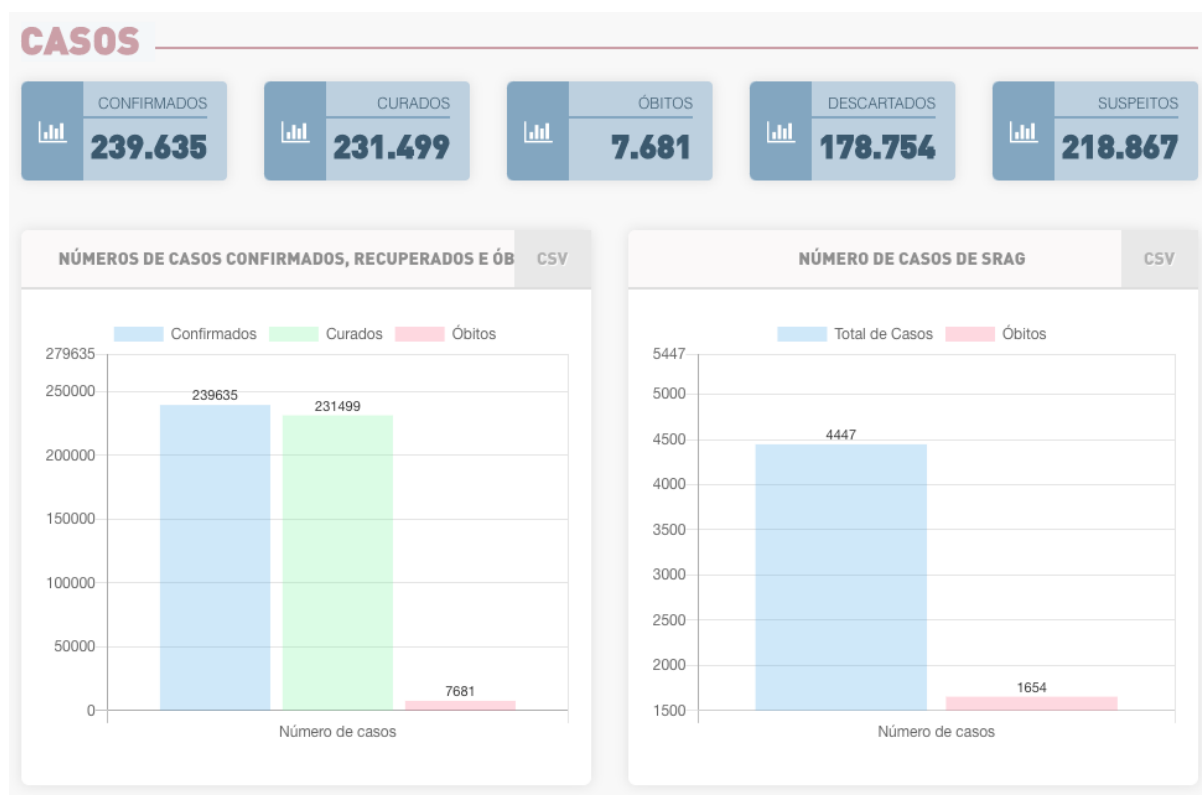 CASOS
CONFIRMADOS
239.635
CURADOS
231.499
ÓBITOS
7.681
DESCARTADOS
178.754
SUSPEITOS
218.867
NÚMEROS DE CASOS CONFIRMADOS, RECUPERADOS E ÓB
CSV
Confirmados Curados Óbitos
279635
250000
200000
150000
100000
50000
0
239635
231499
7681
Número de casos
NÚMERO DE CASOS DE SRAG
CSV
Total de Casos Óbitos
5447
5000
4500
4000
3500
3000
2500
2000
1500
4447
1654
Número de casos